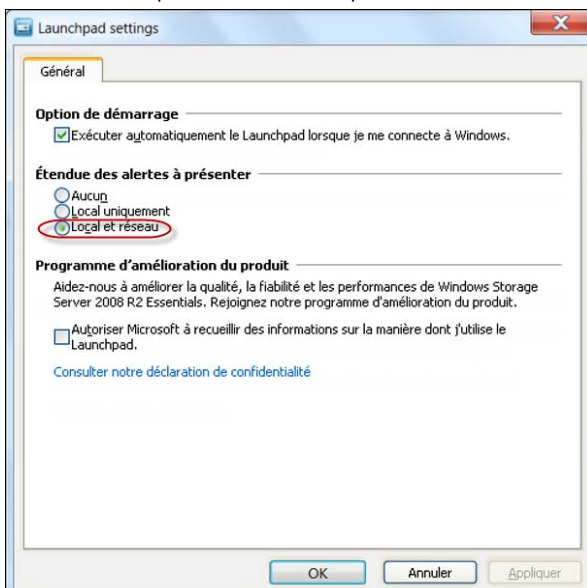 Launchpad settings
Général
Option de démarrage
Exécuter automatiquement le Launchpad lorsque je me connecte à Windows.
Étendue des alertes à présenter
Aucun
Local uniquement
Local et réseau
Programme d'amélioration du produit
Aidez-nous à améliorer la qualité, la fiabilité et les performances de Windows Storage
Server 2008 R2 Essentials. Rejoignez notre programme d'amélioration du produit.
Autoriser Microsoft à recueillir des informations sur la manière dont j'utilise le
Launchpad.
Consulter notre déclaration de confidentialité
OK
Annuler
Appliquer